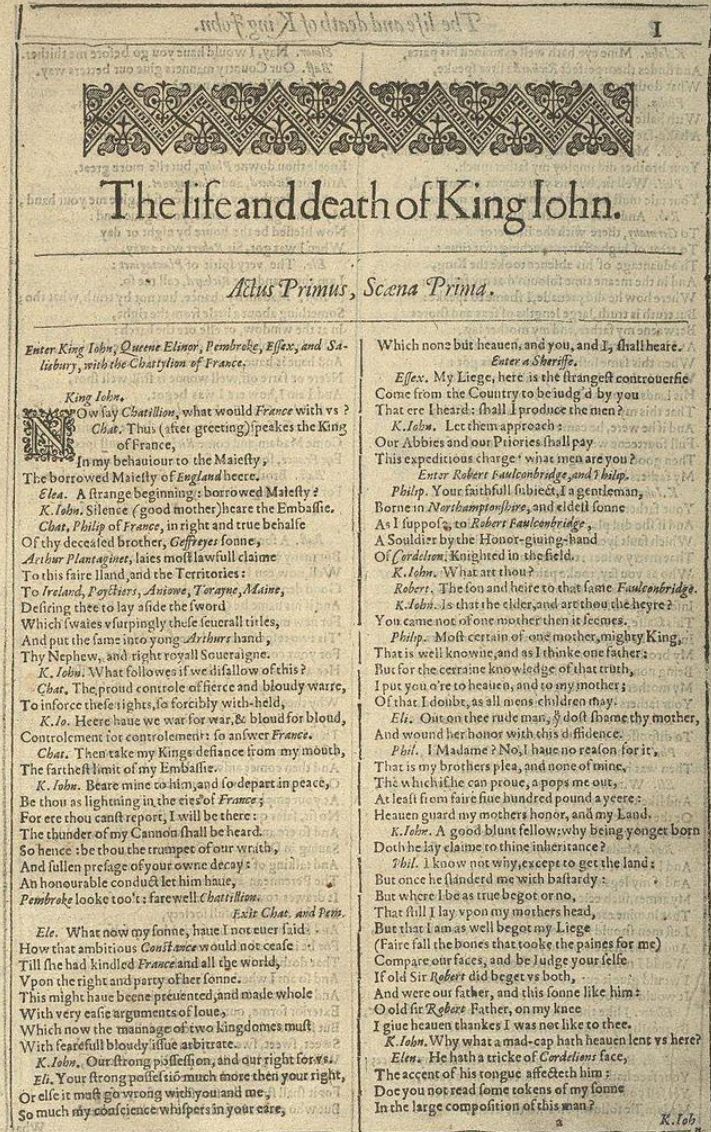 1
The life and death of King Iohn.
Actus Primus, Scæna Prima.
Enter King Iohn, Queene Elinor, Pembroke, Essex, and Sa-
lisbury, with the Chattylion of France.
King Iohn.
NOw say Chatillion, what would France with vs?
Chat. Thus (after greeting) speakes the King
of France,
In my behauiour to the Maiesty,
The borrowed Maiesty of England heere.
Elea. A strange beginning: borrowed Maiesty?
K.Iohn. Silence (good mother) heare the Embassie.
Chat. Philip of France, in right and true behalfe
Of thy deceased brother, Geffreyes sonne,
Arthur Plantaginet, laies most lawfull claime
To this faire Iland, and the Territories:
To Ireland, Poyctiers, Aniowe, Torayne, Maine,
Desiring thee to lay aside the sword
Which swaies vsurpingly these seuerall titles,
And put the same into yong Arthurs hand,
Thy Nephew, and right royall Soueraigne.
K.Iohn. What followes if we disallow of this?
Chat. The proud controle of fierce and bloudy warre,
To inforce these rights, so forcibly with-held,
K.Io. Heere haue we war for war, & bloud for bloud,
Controlement for controlement: so answer France.
Chat. Then take my Kings defiance from my mouth,
The farthest limit of my Embassie.
K.Iohn. Beare mine to him, and so depart in peace,
Be thou as lightning in the eies of France;
For ere thou canst report, I will be there:
The thunder of my Cannon shall be heard.
So hence: be thou the trumpet of our wrath,
And sullen presage of your owne decay:
An honourable conduct let him haue,
Pembroke looke too't: farewell Chattillion.
Exit Chat. and Pem.
Ele. What now my sonne, haue I not euer said
How that ambitious Constance would not cease
Till she had kindled France and all the world,
Vpon the right and party of her sonne.
This might haue beene preuented, and made whole
With very easie arguments of loue,
Which now the mannage of two kingdomes must
With fearefull bloudy issue arbitrate.
K.Iohn. Our strong possession, and our right for vs.
Eli. Your strong possessiō much more then your right,
Or else it must go wrong with you and me,
So much my conscience whispers in your eare,
Which none but heauen, and you, and I, shall heare.
Enter a Sheriffe.
Essex. My Liege, here is the strangest controuersie
Come from the Country to be iudg'd by you
That ere I heard: shall I produce the men?
K.Iohn. Let them approach:
Our Abbies and our Priories shall pay
This expeditious charge: what men are you?
Enter Robert Faulconbridge, and Philip.
Philip. Your faithfull subiect, I a gentleman,
Borne in Northamptonshire, and eldest sonne
As I suppose, to Robert Faulconbridge,
A Souldier by the Honor-giuing-hand
Of Cordelion, Knighted in the field.
K.Iohn. What art thou?
Robert. The son and heire to that same Faulconbridge.
K.Iohn. Is that the elder, and art thou the heyre?
You came not of one mother then it seemes.
Philip. Most certain of one mother, mighty King,
That is well knowne, and as I thinke one father:
But for the certaine knowledge of that truth,
I put you o're to heauen, and to my mother;
Of that I doubt, as all mens children may.
Eli. Out on thee rude man, ẏ dost shame thy mother,
And wound her honor with this diffidence.
Phil. I Madame? No, I haue no reason for it,
That is my brothers plea, and none of mine,
The which if he can proue, a pops me out,
At least from faire fiue hundred pound a yeere:
Heauen guard my mothers honor, and my Land.
K.Iohn. A good blunt fellow: why being yonger born
Doth he lay claime to thine inheritance?
Phil. I know not why, except to get the land:
But once he slanderd me with bastardy:
But where I be as true begot or no,
That still I lay vpon my mothers head,
But that I am as well begot my Liege
(Faire fall the bones that tooke the paines for me)
Compare our faces, and be Iudge your selfe
If old Sir Robert did beget vs both,
And were our father, and this sonne like him:
O old sir Robert Father, on my knee
I giue heauen thankes I was not like to thee.
K.Iohn. Why what a mad-cap hath heauen lent vs here?
Elen. He hath a tricke of Cordelions face,
The accent of his tongue affecteth him:
Doe you not read some tokens of my sonne
In the large composition of this man?
a
K.Ioh